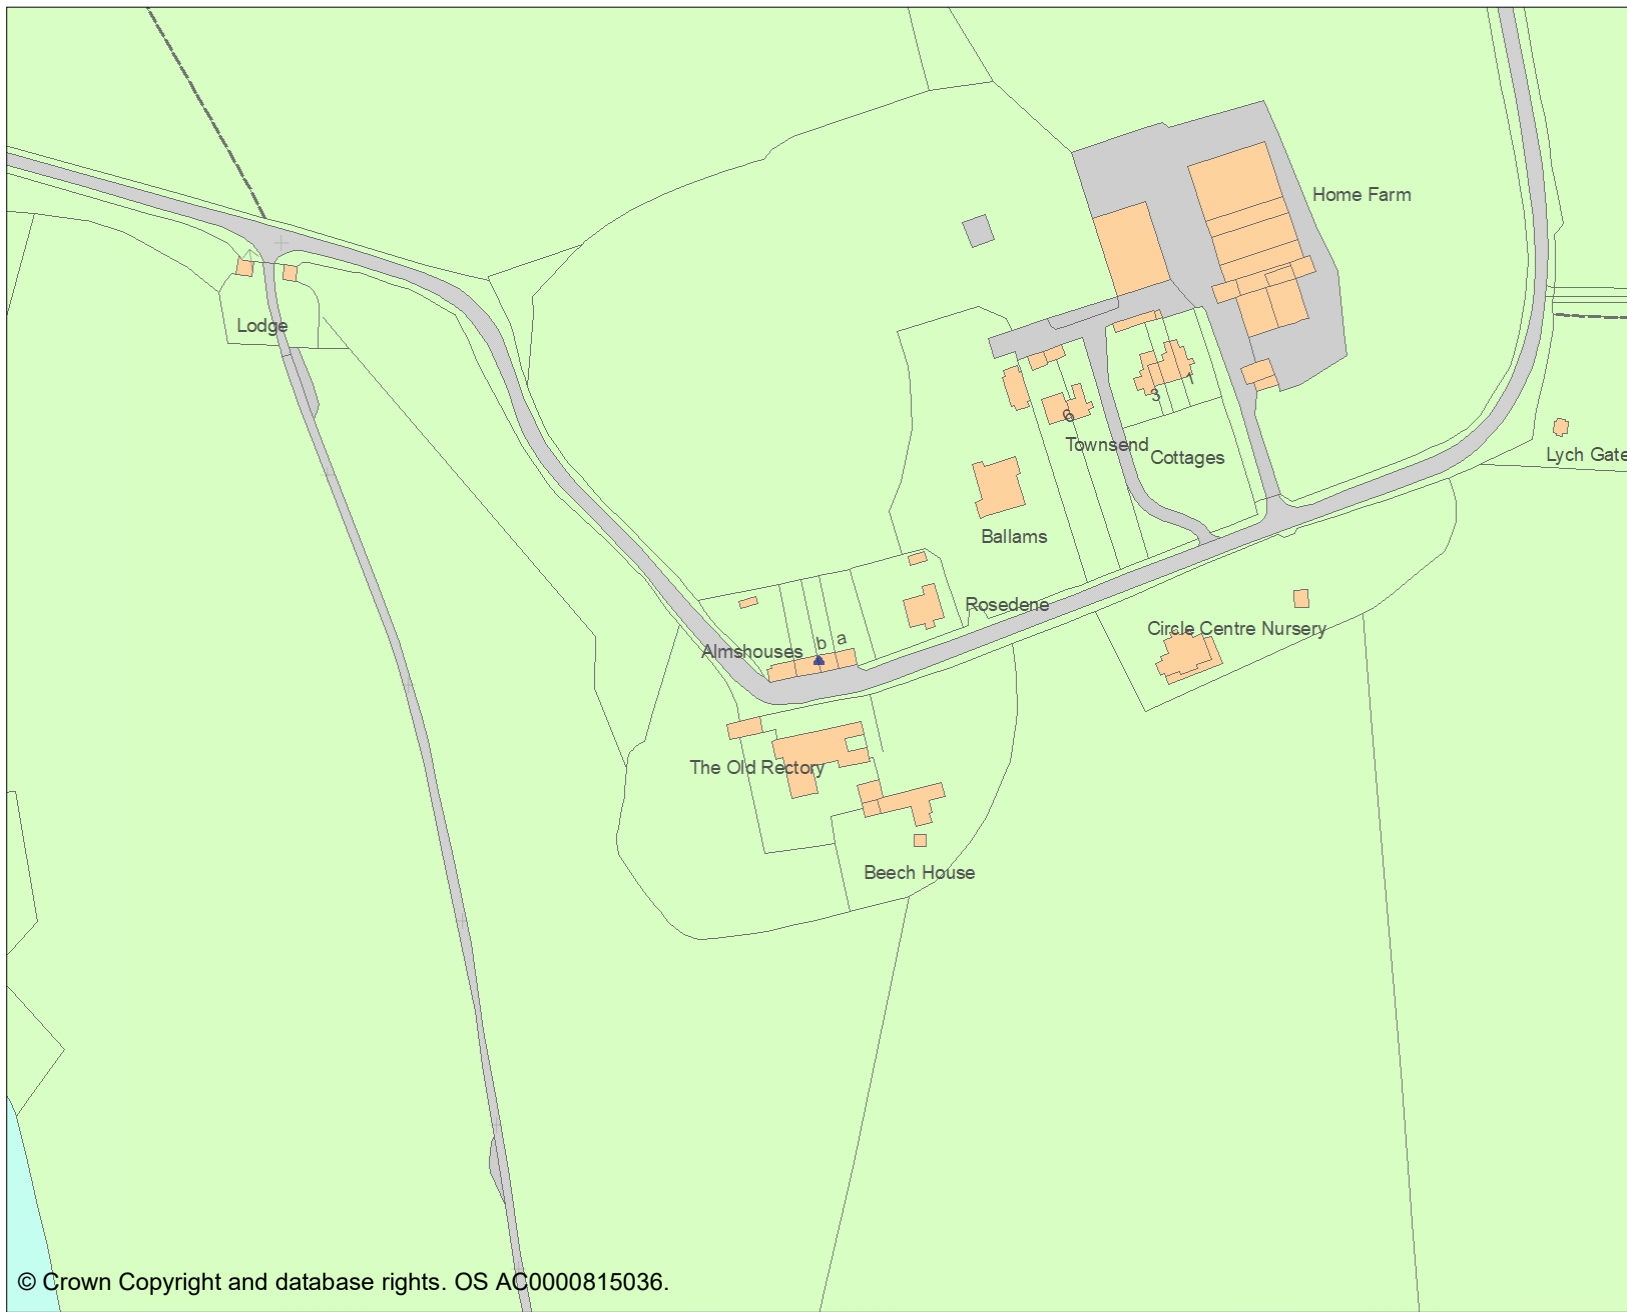 Home Farm
Lodge
1
3
6
Townsend
Cottages
Lych Gate
Ballams
Rosedene
Circle Centre Nursery
a
b
Almshouses
The Old Rectory
Beech House
© Crown Copyright and database rights. OS AC0000815036.